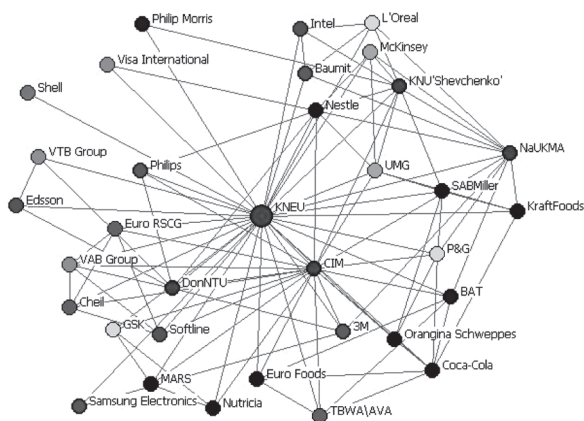 Philip Morris
Intel
L'Oreal
McKinsey
Visa International
Baumit
KNU'Shevchenko'
Shell
Nestle
NaUKMA
VTB Group
Philips
UMG
SABMiller
KraftFoods
Edsson
KNEU
Euro RSCG
P&G
VAB Group
CIM
DonNTU
BAT
Cheil
GSK
Softline
3M
Orangina Schweppes
Coca-Cola
MARS
Euro Foods
Samsung Electronics
Nutricia
TBWA\AVA